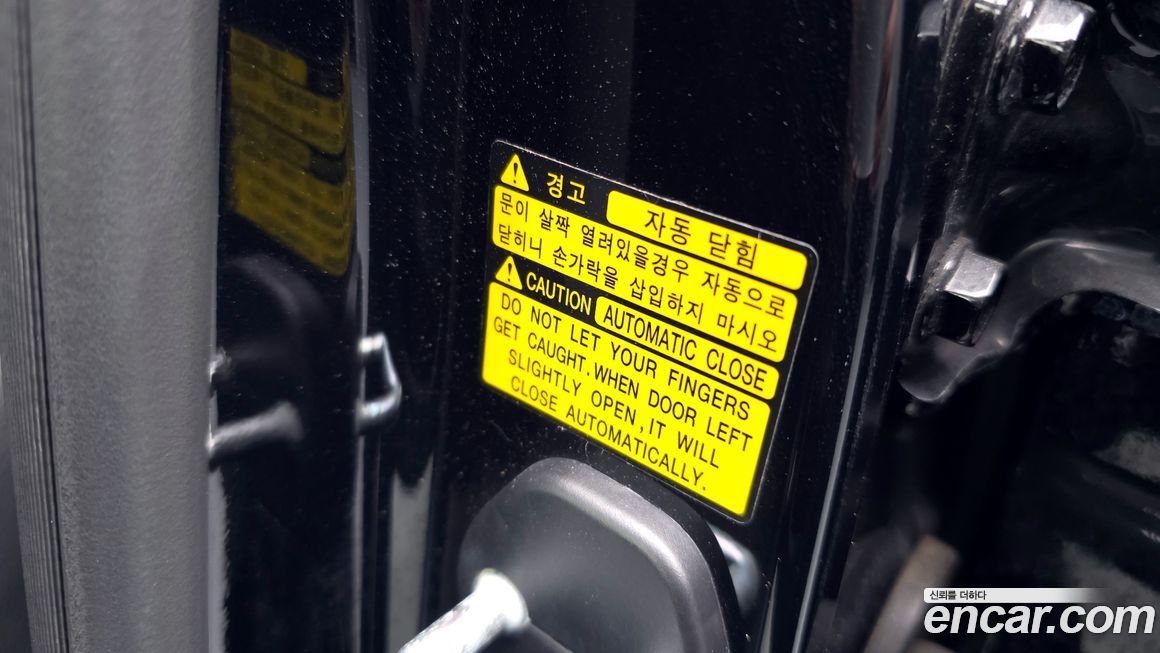 경고 자동 닫힘
문이 살짝 열려있을경우 자동으로
닫히니 손가락을 삽입하지 마시오
CAUTION AUTOMATIC CLOSE
DO NOT LET YOUR FINGERS
GET CAUGHT.WHEN DOOR LEFT
SLIGHTLY OPEN,IT WILL
CLOSE AUTOMATICALLY.
신뢰를 더하다
encar.com